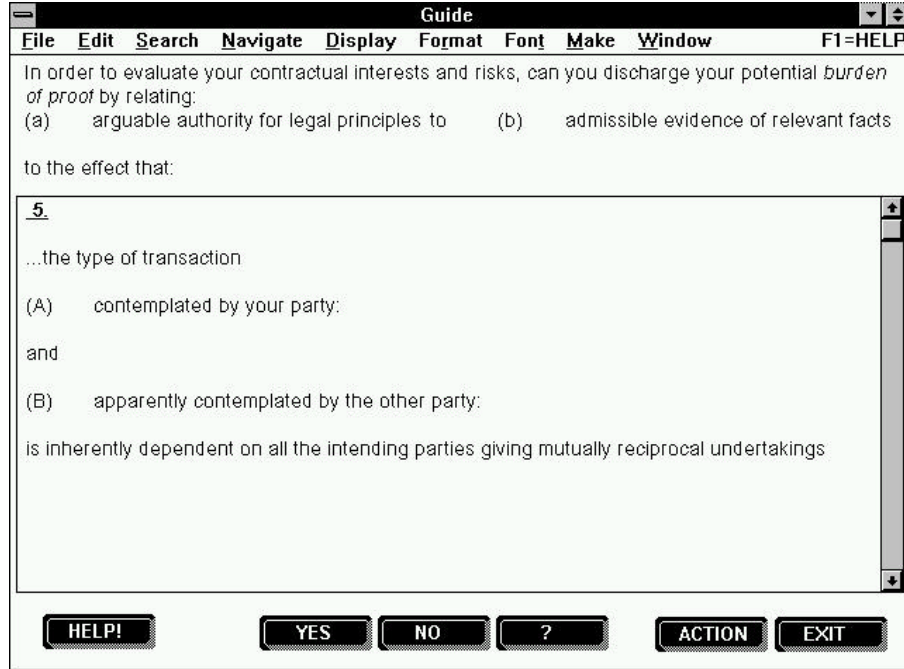 Guide
File Edit Search Navigate Display Format Font Make Window F1=HELP
In order to evaluate your contractual interests and risks, can you discharge your potential burden
of proof by relating:
(a) arguable authority for legal principles to (b) admissible evidence of relevant facts
to the effect that:
5.
...the type of transaction
(A) contemplated by your party:
and
(B) apparently contemplated by the other party:
is inherently dependent on all the intending parties giving mutually reciprocal undertakings
HELP! YES NO ? ACTION EXIT